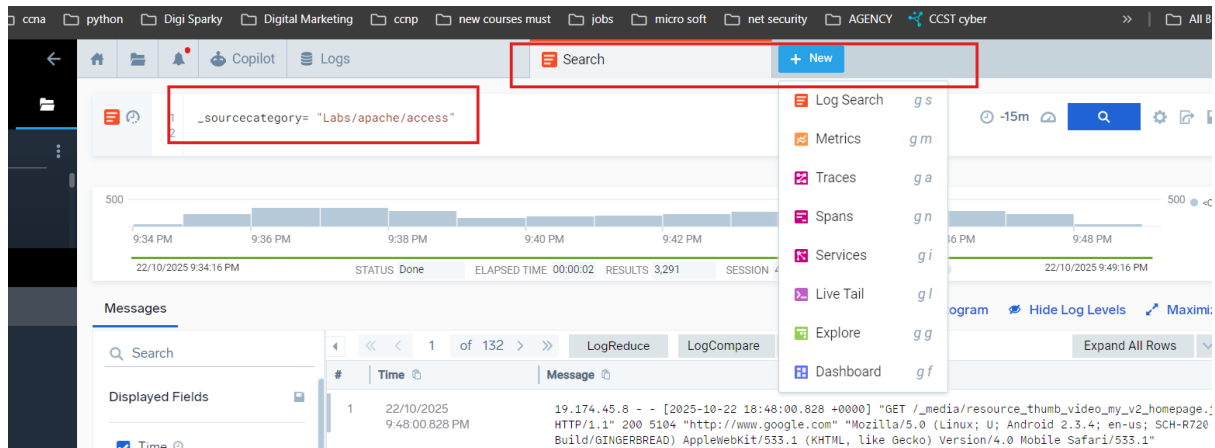 ccna python Digi Sparky Digital Marketing ccnp new courses must jobs micro soft net security AGENCY CCST cyber » All B
Copilot Logs Search + New
Log Search g s
1 _sourcecategory= "Labs/apache/access" -15m
2
Metrics g m
Traces g a
500 Spans g n 500
9:34 PM 9:36 PM 9:38 PM 9:40 PM 9:42 PM 9:48 PM
Services g i
22/10/2025 9:34:16 PM STATUS Done ELAPSED TIME 00:00:02 RESULTS 3,291 SESSION 22/10/2025 9:49:16 PM
Live Tail g l
Messages ogram Hide Log Levels Maximiz
Explore g g
Search 1 of 132 LogReduce LogCompare Expand All Rows
Dashboard g f
# Time Message
Displayed Fields
1 22/10/2025 19.174.45.8 - - [2025-10-22 18:48:00.828 +0000] "GET /_media/resource_thumb_video_my_v2_homepage.j
9:48:00.828 PM HTTP/1.1" 200 5104 "http://www.google.com" "Mozilla/5.0 (Linux; U; Android 2.3.4; en-us; SCH-R720
Time Build/GINGERBREAD) AppleWebKit/533.1 (KHTML, like Gecko) Version/4.0 Mobile Safari/533.1"